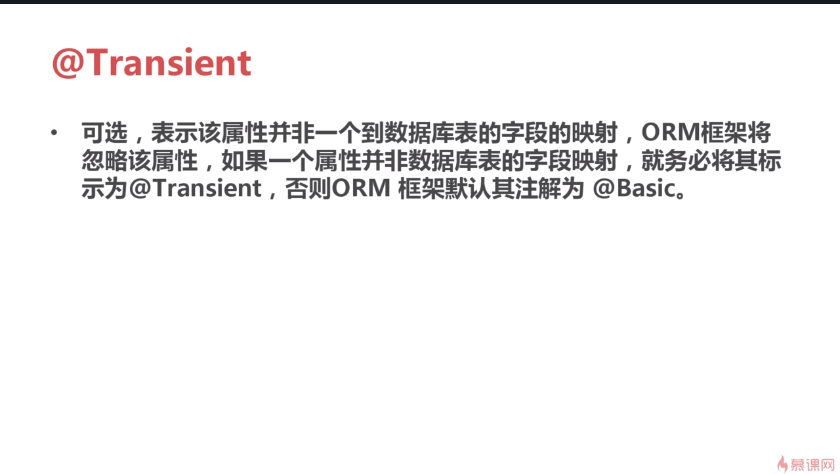 @Transient
• 可选，表示该属性并非一个到数据库表的字段的映射，ORM框架将
忽略该属性，如果一个属性并非数据库表的字段映射，就务必将其标
示为@Transient，否则ORM 框架默认其注解为 @Basic。
慕课网